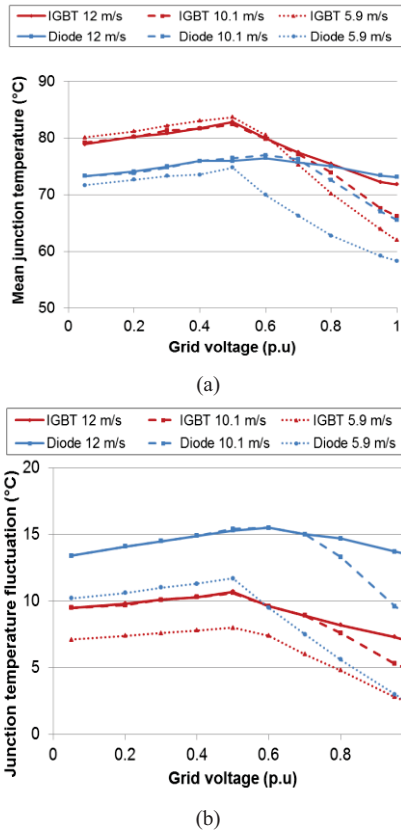 IGBT 12 m/s IGBT 10.1 m/s IGBT 5.9 m/s
Diode 12 m/s Diode 10.1 m/s Diode 5.9 m/s
Mean junction temperature (°C)
90
80
70
60
50
0 0.2 0.4 0.6 0.8 1
Grid voltage (p.u)
(a)
IGBT 12 m/s IGBT 10.1 m/s IGBT 5.9 m/s
Diode 12 m/s Diode 10.1 m/s Diode 5.9 m/s
Junction temperature fluctuation (°C)
20
15
10
5
0
0 0.2 0.4 0.6 0.8
Grid voltage (p.u)
(b)